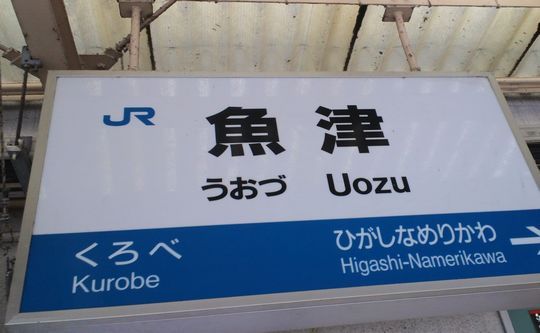 JR
魚津
うおづ Uozu
くろべ
Kurobe
ひがしなめりかわ
Higashi-Namerikawa
→